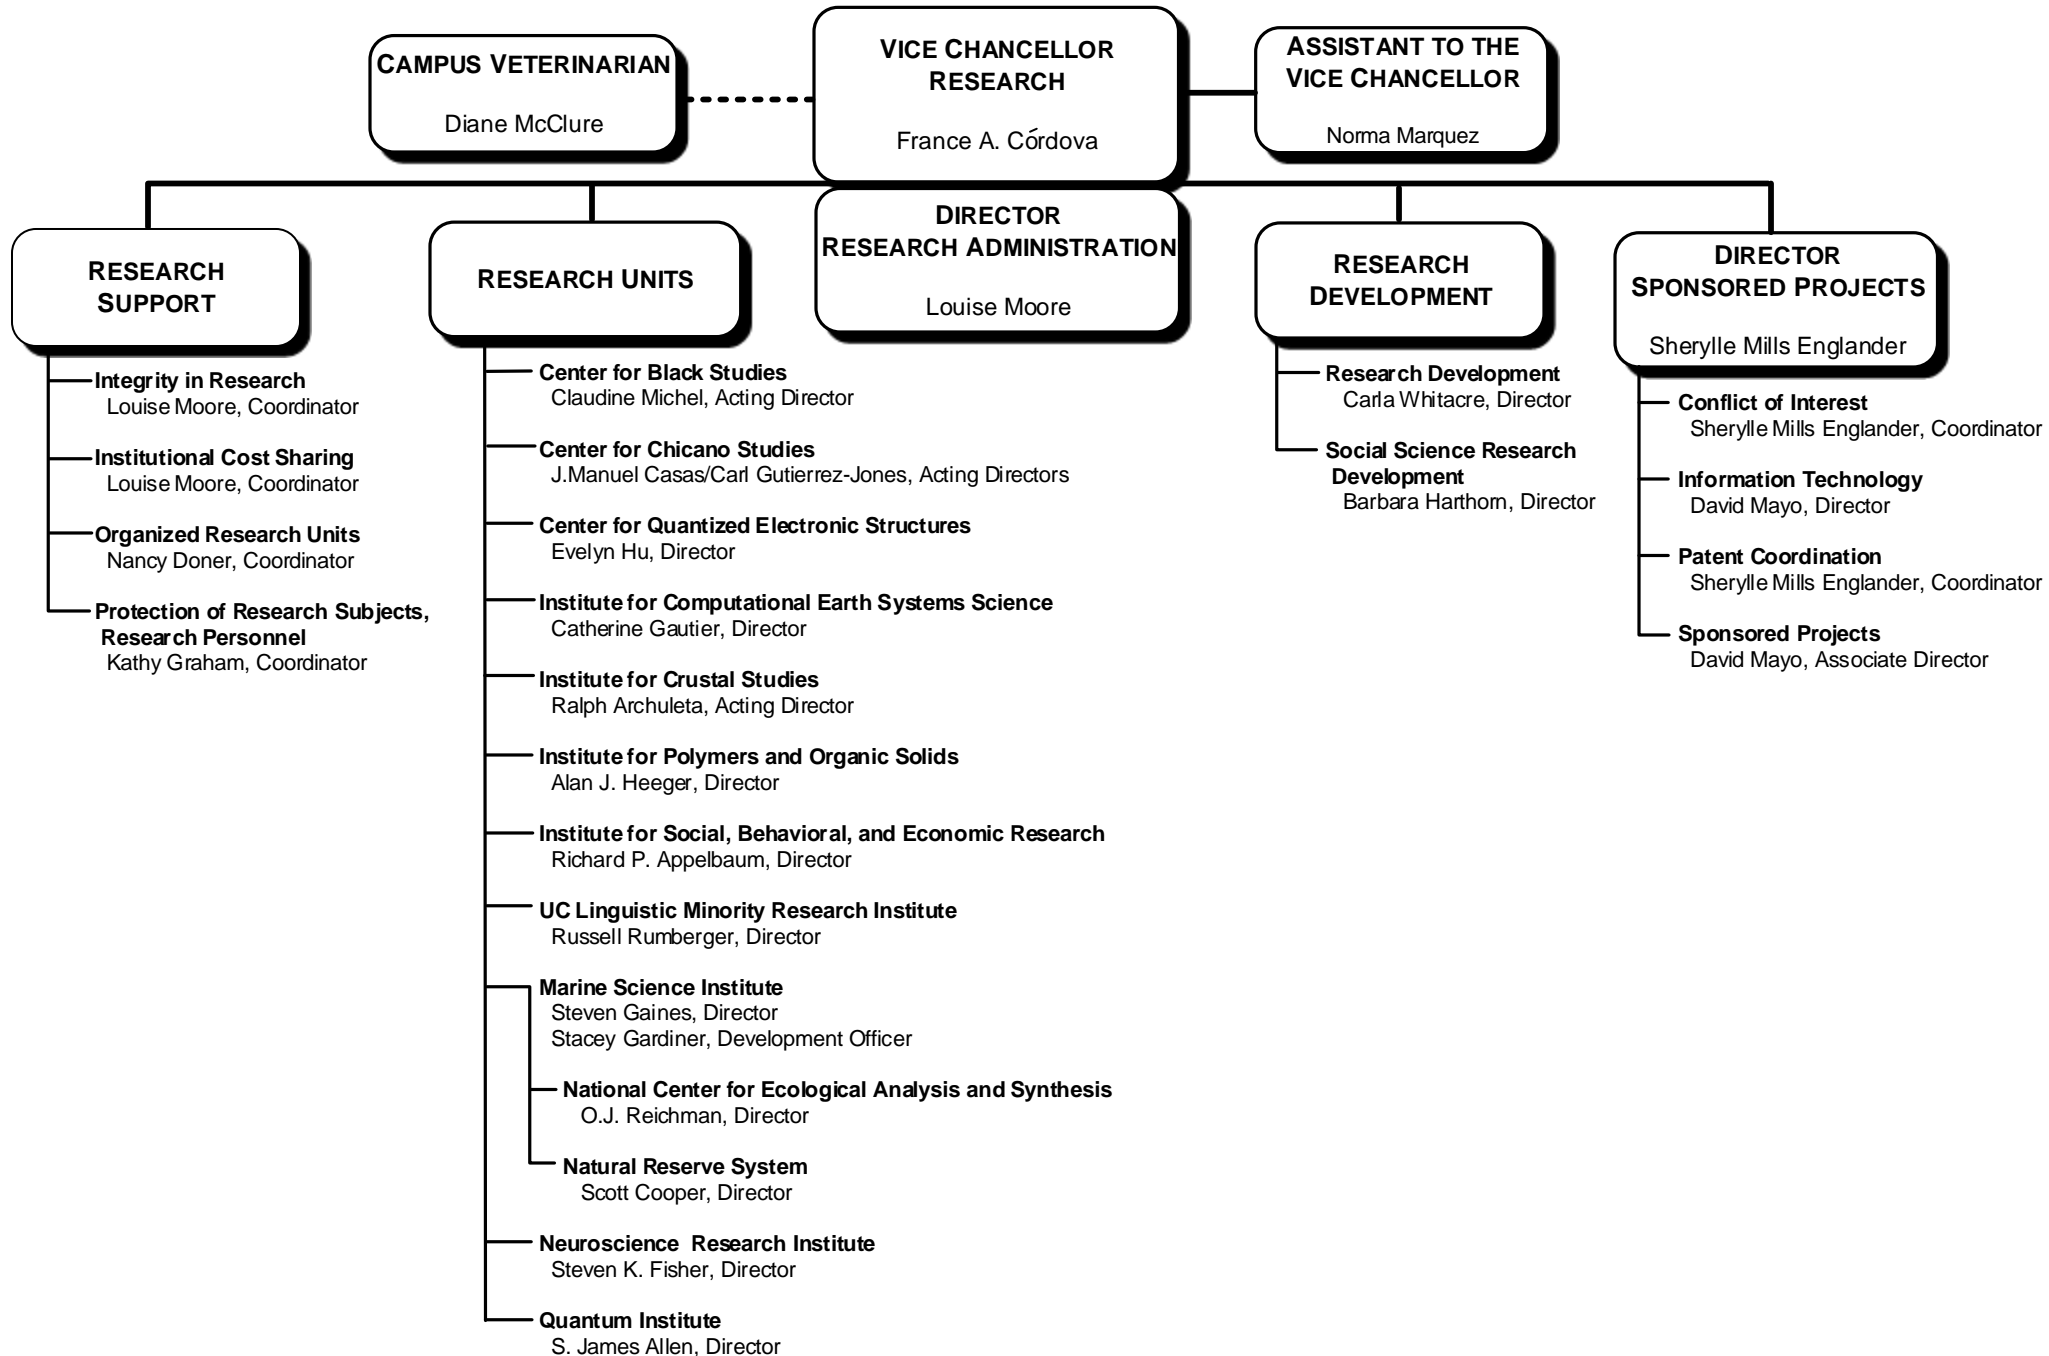 CAMPUS VETERINARIAN
Diane McClure
VICE CHANCELLOR
RESEARCH
France A. Córdova
ASSISTANT TO THE
VICE CHANCELLOR
Norma Marquez
DIRECTOR
RESEARCH ADMINISTRATION
Louise Moore
RESEARCH
SUPPORT
Integrity in Research
Louise Moore, Coordinator
Institutional Cost Sharing
Louise Moore, Coordinator
Organized Research Units
Nancy Doner, Coordinator
Protection of Research Subjects,
Research Personnel
Kathy Graham, Coordinator
RESEARCH UNITS
Center for Black Studies
Claudine Michel, Acting Director
Center for Chicano Studies
J.Manuel Casas/Carl Gutierrez-Jones, Acting Directors
Center for Quantized Electronic Structures
Evelyn Hu, Director
Institute for Computational Earth Systems Science
Catherine Gautier, Director
Institute for Crustal Studies
Ralph Archuleta, Acting Director
Institute for Polymers and Organic Solids
Alan J. Heeger, Director
Institute for Social, Behavioral, and Economic Research
Richard P. Appelbaum, Director
UC Linguistic Minority Research Institute
Russell Rumberger, Director
Marine Science Institute
Steven Gaines, Director
Stacey Gardiner, Development Officer
National Center for Ecological Analysis and Synthesis
O.J. Reichman, Director
Natural Reserve System
Scott Cooper, Director
Neuroscience Research Institute
Steven K. Fisher, Director
Quantum Institute
S. James Allen, Director
RESEARCH
DEVELOPMENT
Research Development
Carla Whitacre, Director
Social Science Research
Development
Barbara Harthorn, Director
DIRECTOR
SPONSORED PROJECTS
Sherylle Mills Englander
Conflict of Interest
Sherylle Mills Englander, Coordinator
Information Technology
David Mayo, Director
Patent Coordination
Sherylle Mills Englander, Coordinator
Sponsored Projects
David Mayo, Associate Director